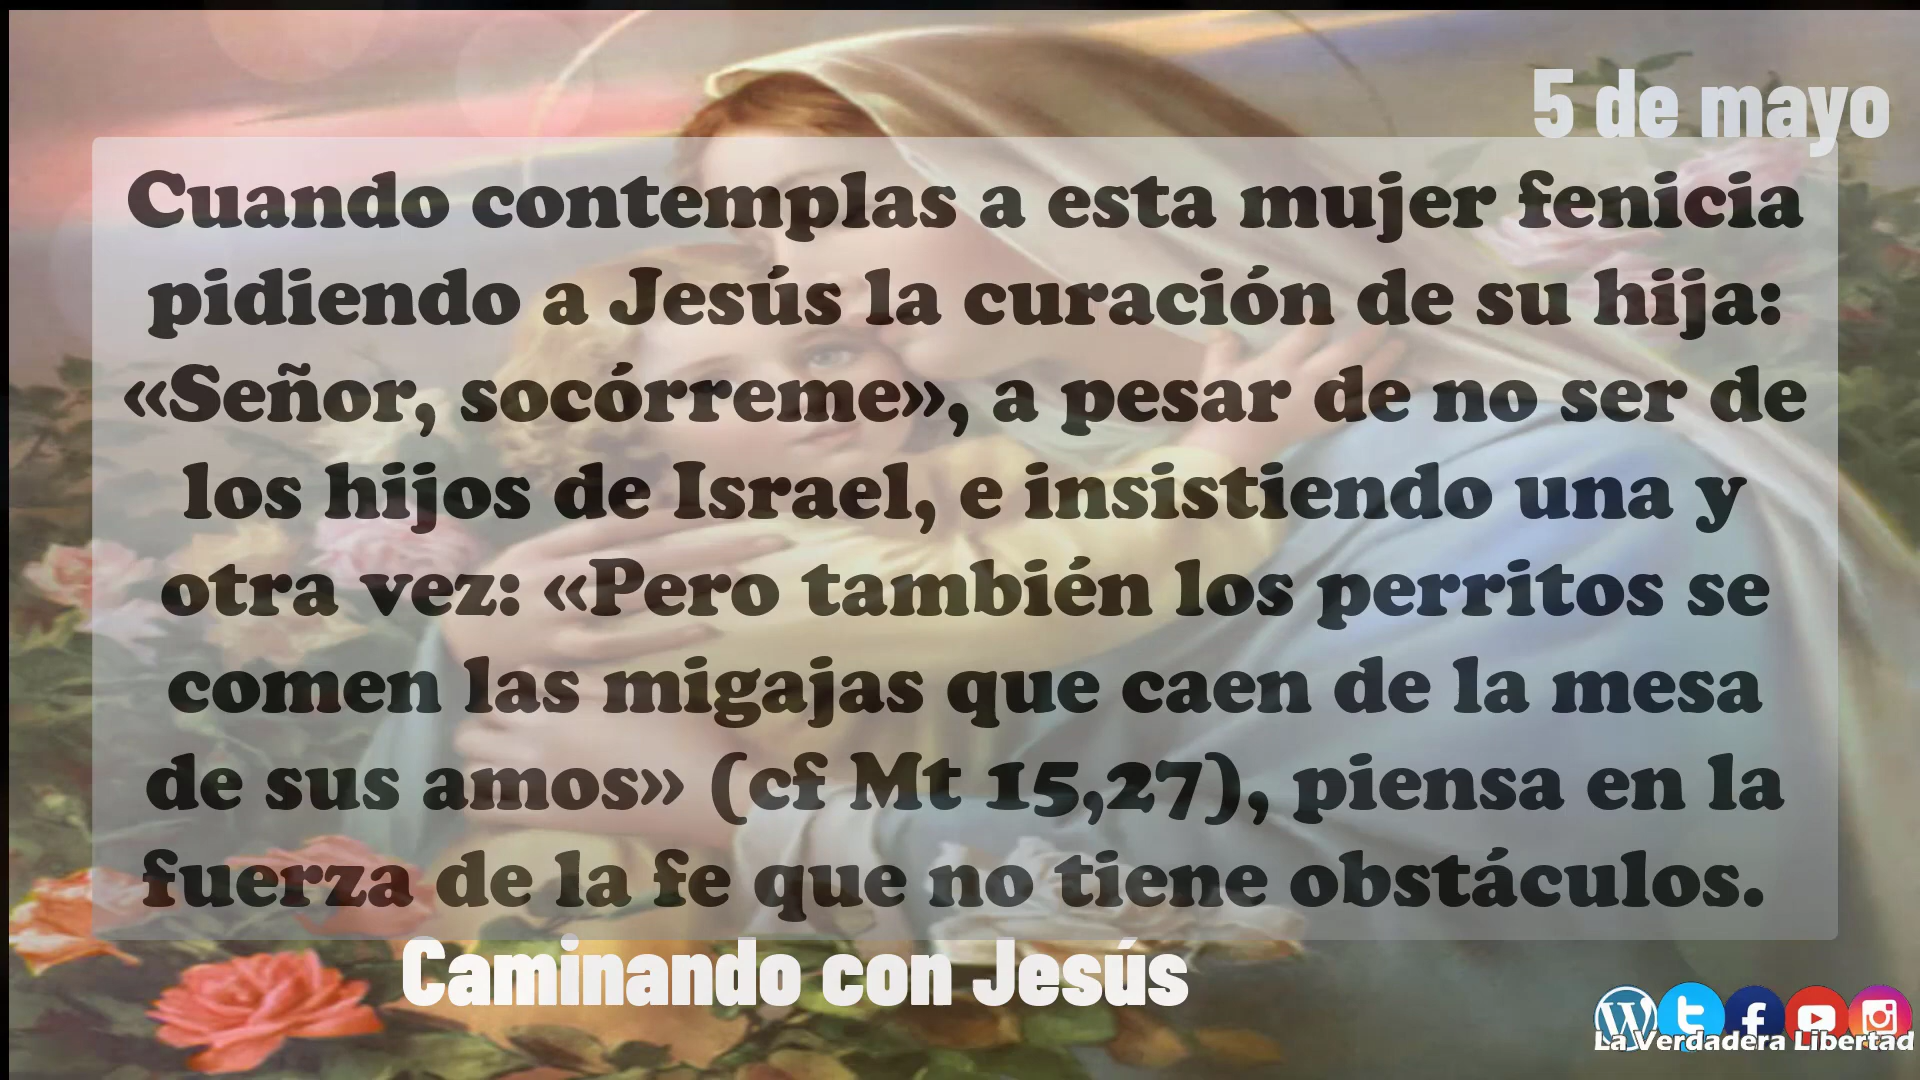 5 de mayo
Cuando contemplas a esta mujer fenicia
pidiendo a Jesús la curación de su hija:
«Señor, socórreme», a pesar de no ser de
los hijos de Israel, e insistiendo una y
otra vez: «Pero también los perritos se
comen las migajas que caen de la mesa
de sus amos» (cf Mt 15,27), piensa en la
fuerza de la fe que no tiene obstáculos.
Caminando con Jesús
La Verdadera Libertad